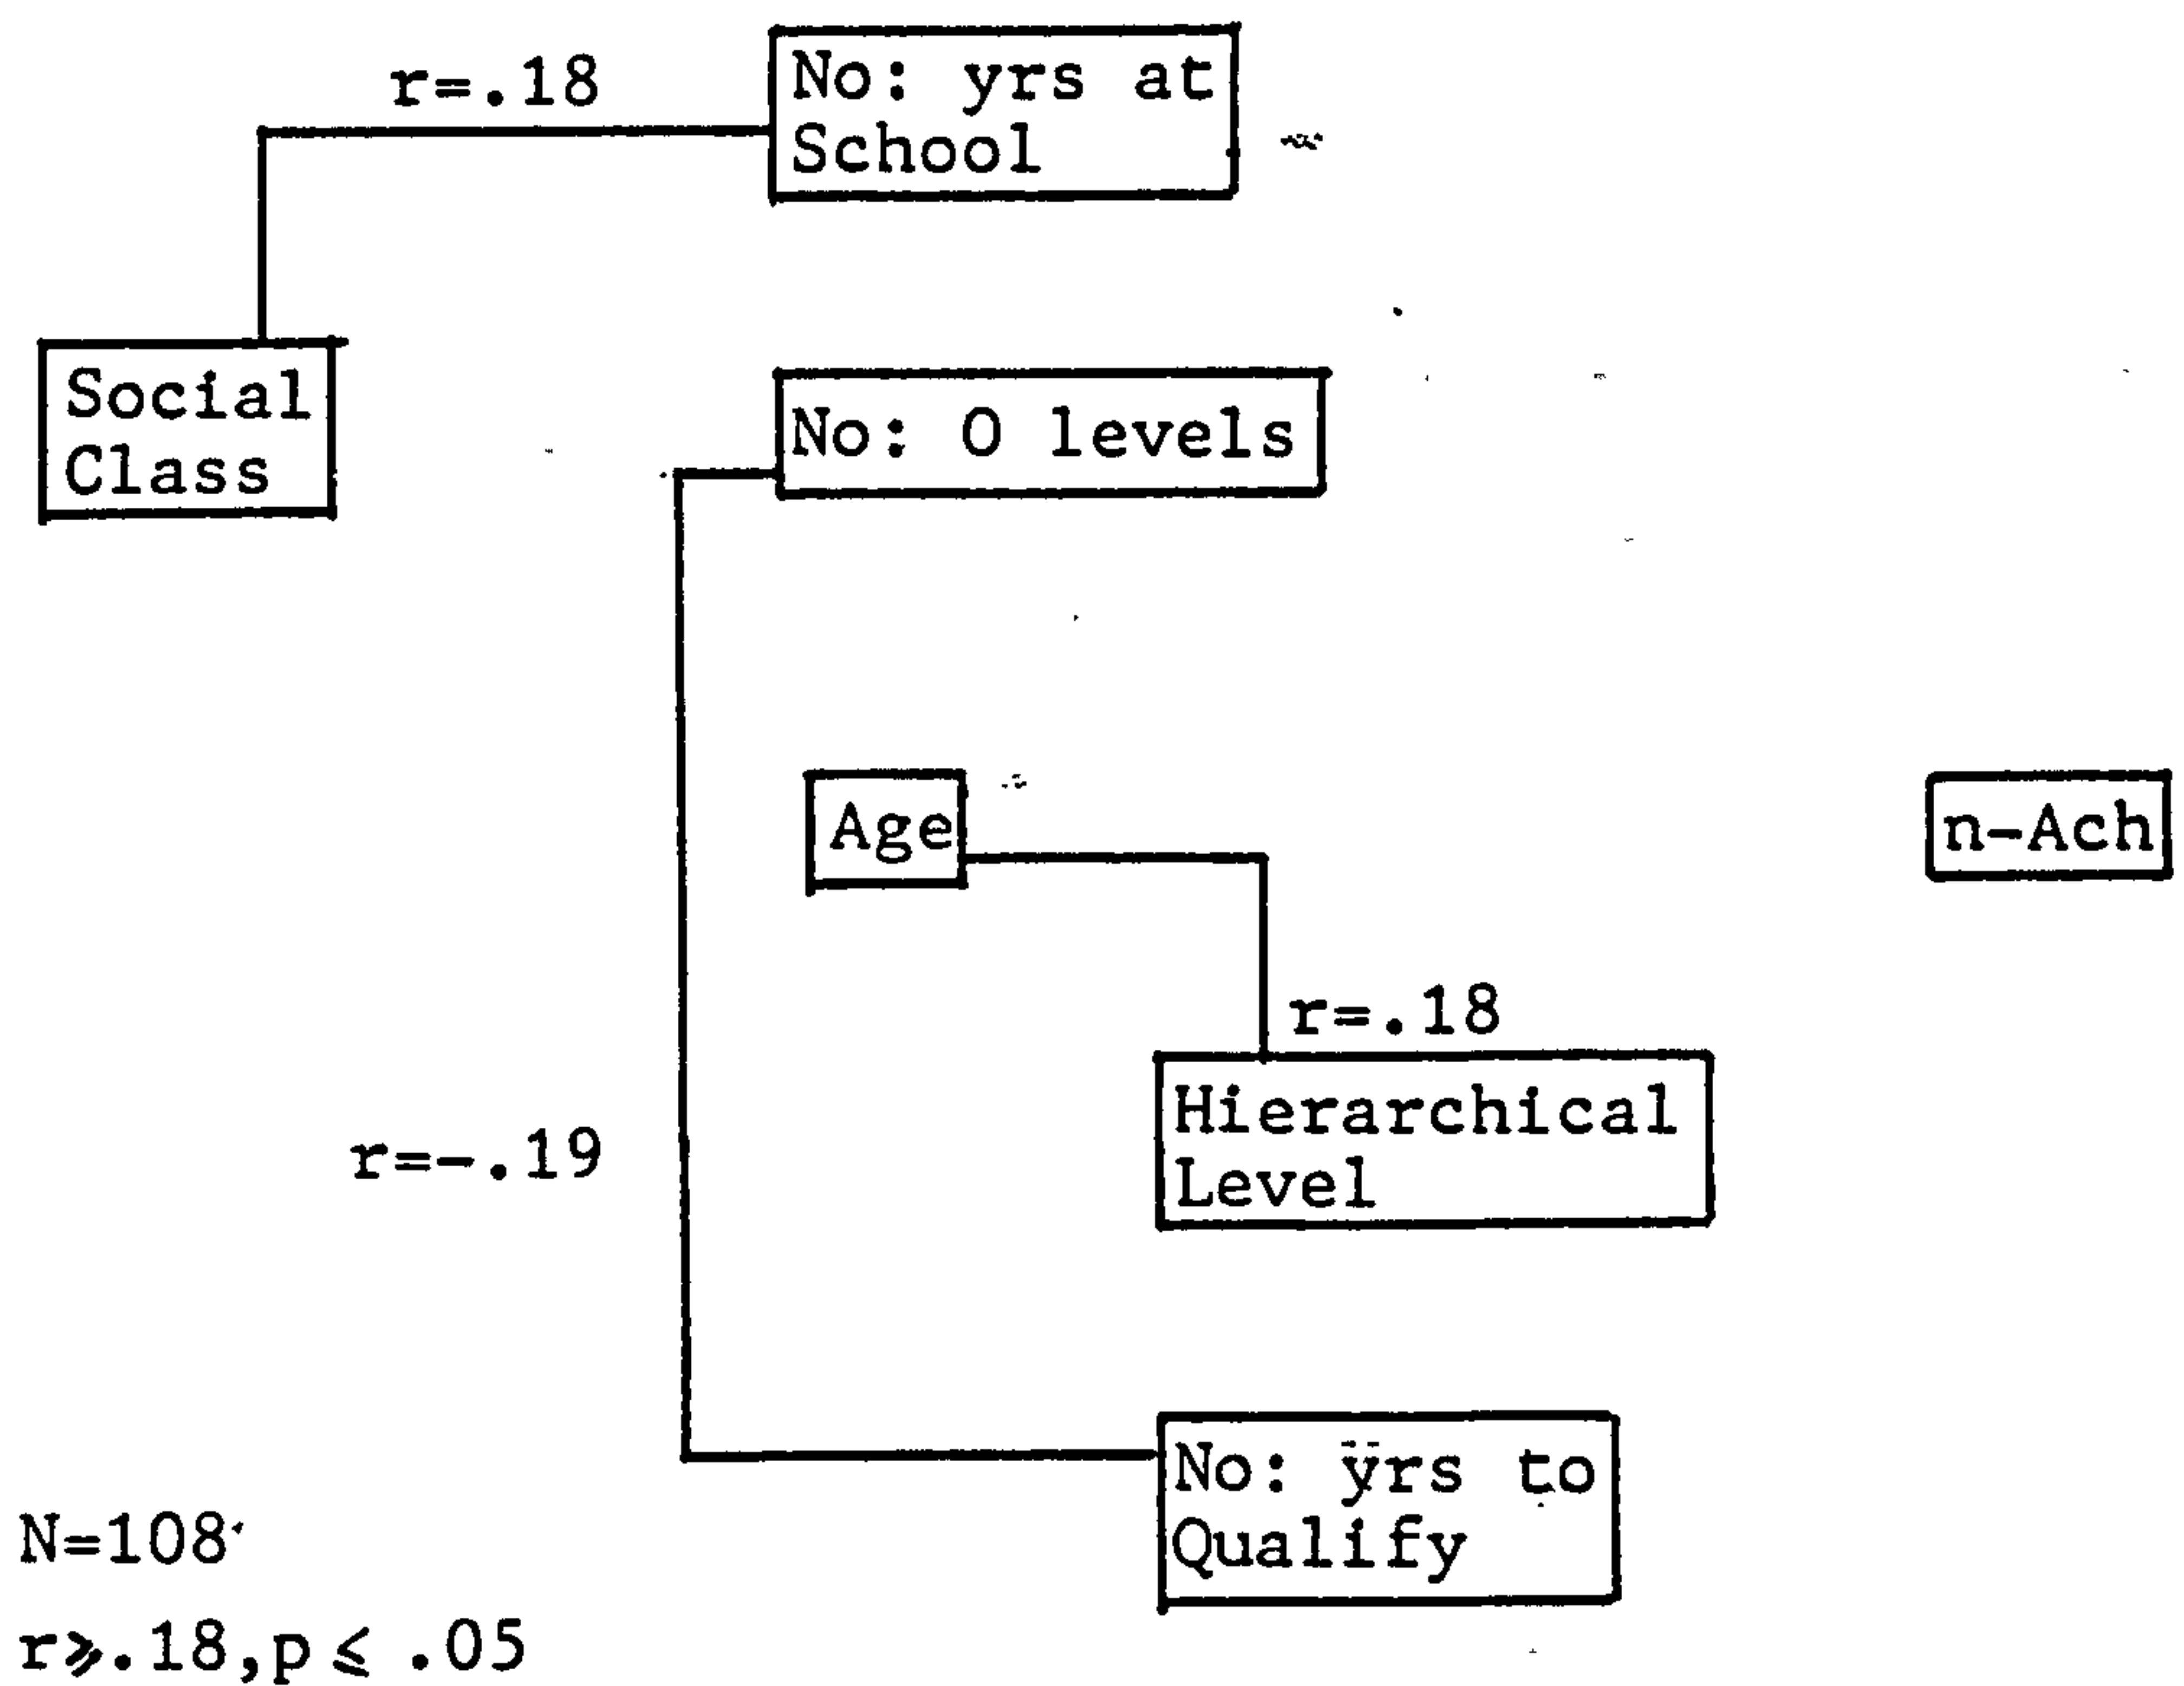 r=.18
No: yrs at
School
Social
Class
No: O levels
Age
n-Ach
r=.18
Hierarchical
Level
r=-.19
No: yrs to
Qualify
N=108
r⩾.18,p ⩽ .05